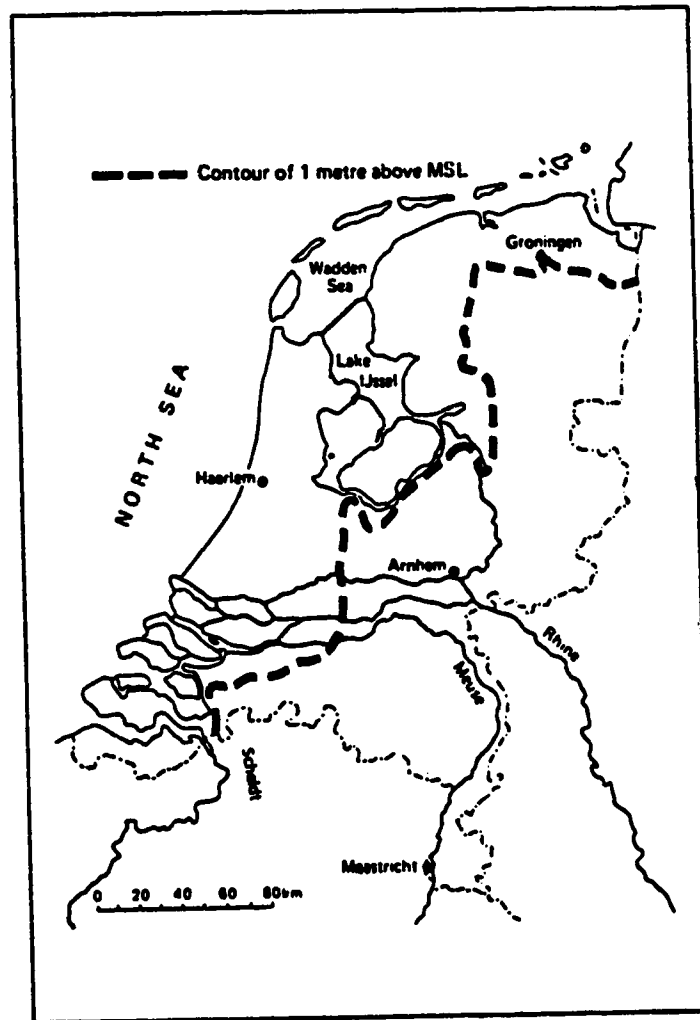 Contour of 1 metre above MSL
Groningen
Wadden
Sea
Lake
IJssel
NORTH SEA
Haarlem
Arnhem
Rhine
Meuse
Scheldt
Maastricht
0 20 40 60 80km